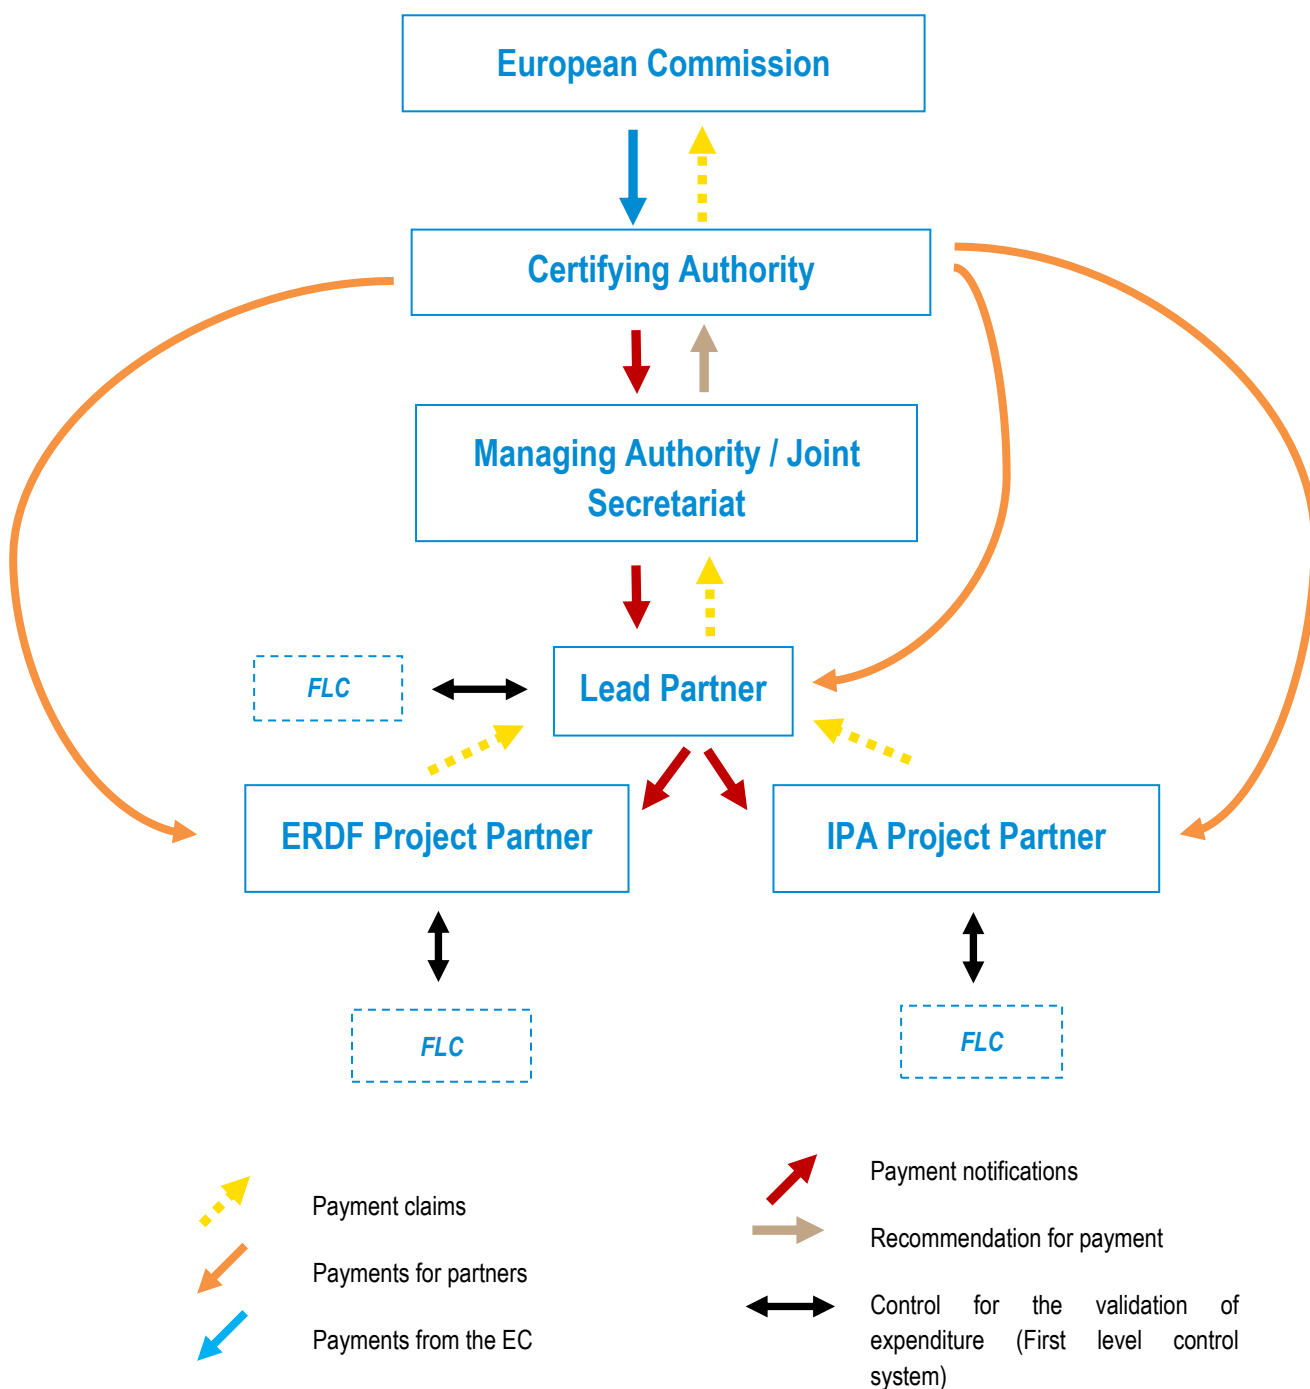 European Commission
Certifying Authority
Managing Authority / Joint
Secretariat
FLC
Lead Partner
ERDF Project Partner
IPA Project Partner
FLC
FLC
Payment claims
Payments for partners
Payments from the EC
Payment notifications
Recommendation for payment
Control for the validation of
expenditure (First level control
system)